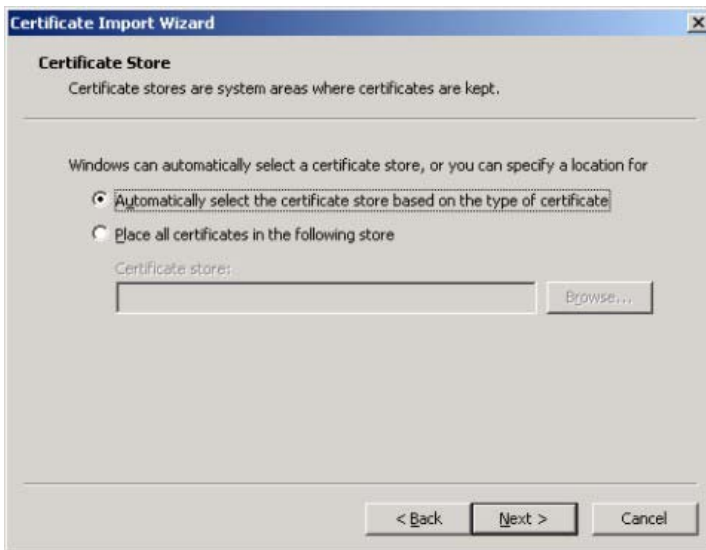 Certificate Import Wizard
Certificate Store
Certificate stores are system areas where certificates are kept.
Windows can automatically select a certificate store, or you can specify a location for
Automatically select the certificate store based on the type of certificate
Place all certificates in the following store
Certificate store:
Browse...
< Back Next > Cancel